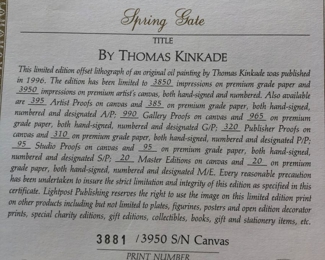 Spring Gate
TITLE
BY THOMAS KINKADE
This limited edition offset lithograph of an original oil painting by Thomas Kinkade was published
in 1996. The edition has been limited to 3850 impressions on premium grade paper and
3950 impressions on premium artist's canvas, both hand-signed and numbered. Also available
are 395 Artist Proofs on canvas and 385 on premium grade paper, both hand-signed,
numbered and designated A/P; 990 Gallery Proofs on canvas and 965 on premium
grade paper, both hand-signed, numbered and designated G/P; 320 Publisher Proofs on
canvas and 310 on premium grade paper, both hand-signed, numbered and designated P/P;
95 Studio Proofs on canvas and 95 on premium grade paper, both hand-signed,
numbered and designated S/P; 20 Master Editions on canvas and 20 on premium
grade paper, both hand-signed, numbered and designated M/E. Every reasonable precaution
has been undertaken to insure the strict limitation and integrity of this edition as specified in this
certificate. Lightpost Publishing reserves the right to use the image on this limited edition print
on other products including but not limited to plates, figurines, posters and open edition decorator
prints, special charity editions, gift editions, collectibles, books, gift and stationery items, etc.
3881 / 3950 S/N Canvas
PRINT NUMBER